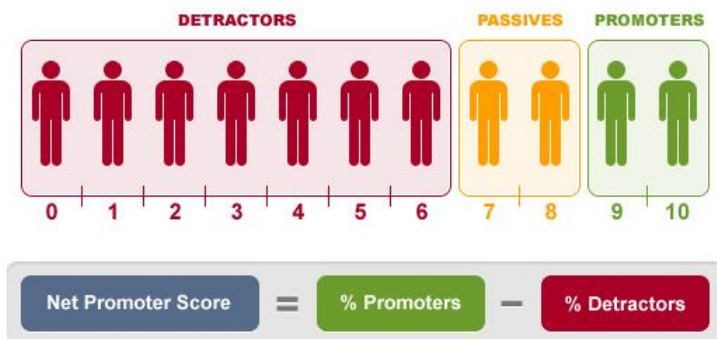 DETRACTORS PASSIVES PROMOTERS
0 1 2 3 4 5 6 7 8 9 10
Net Promoter Score = % Promoters − % Detractors